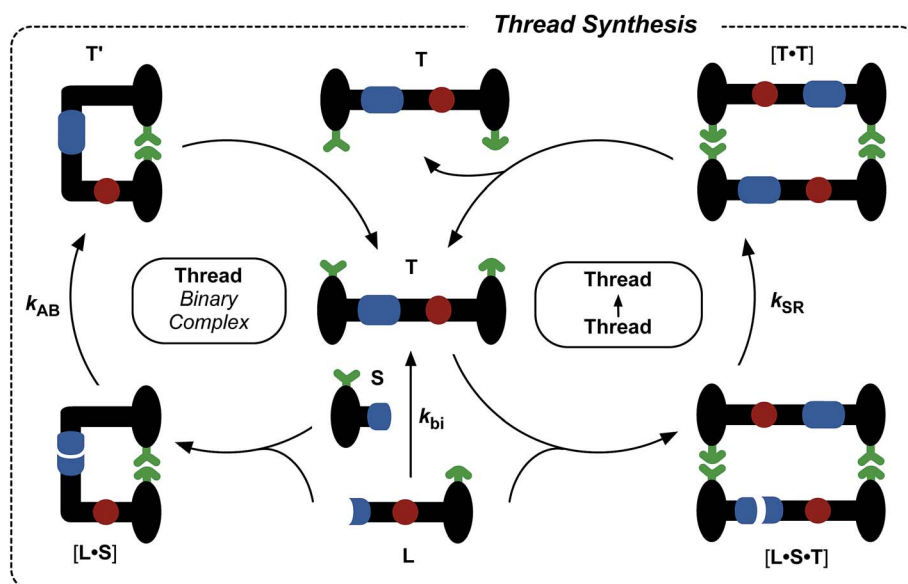 Thread Synthesis
T'
T
[T•T]
kAB
Thread
Binary
Complex
T
Thread
Thread
kSR
S
kbi
[L•S]
L
[L•S•T]